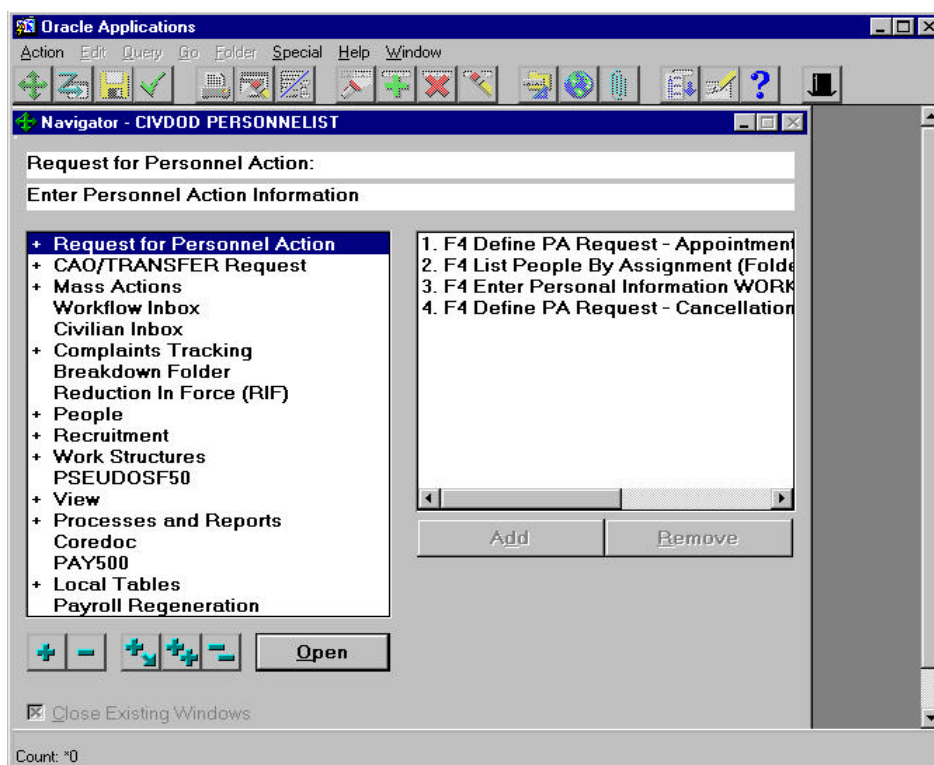 Oracle Applications
Action Edit Query Go Folder Special Help Window
Navigator - CIVDOD PERSONNELIST
Request for Personnel Action:
Enter Personnel Action Information
+ Request for Personnel Action
+ CAO/TRANSFER Request
+ Mass Actions
Workflow Inbox
Civilian Inbox
+ Complaints Tracking
Breakdown Folder
Reduction In Force (RIF)
+ People
+ Recruitment
+ Work Structures
PSEUDOSF50
+ View
+ Processes and Reports
Coredoc
PAY500
+ Local Tables
Payroll Regeneration
1. F4 Define PA Request - Appointment
2. F4 List People By Assignment (Folde
3. F4 Enter Personal Information WORK
4. F4 Define PA Request - Cancellation
Add Remove
Open
Close Existing Windows
Count: *0